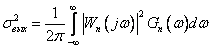 σ²вых = 1/2π ∫_{-∞}^{∞} |Wп(jω)|² Gп(ω)dω